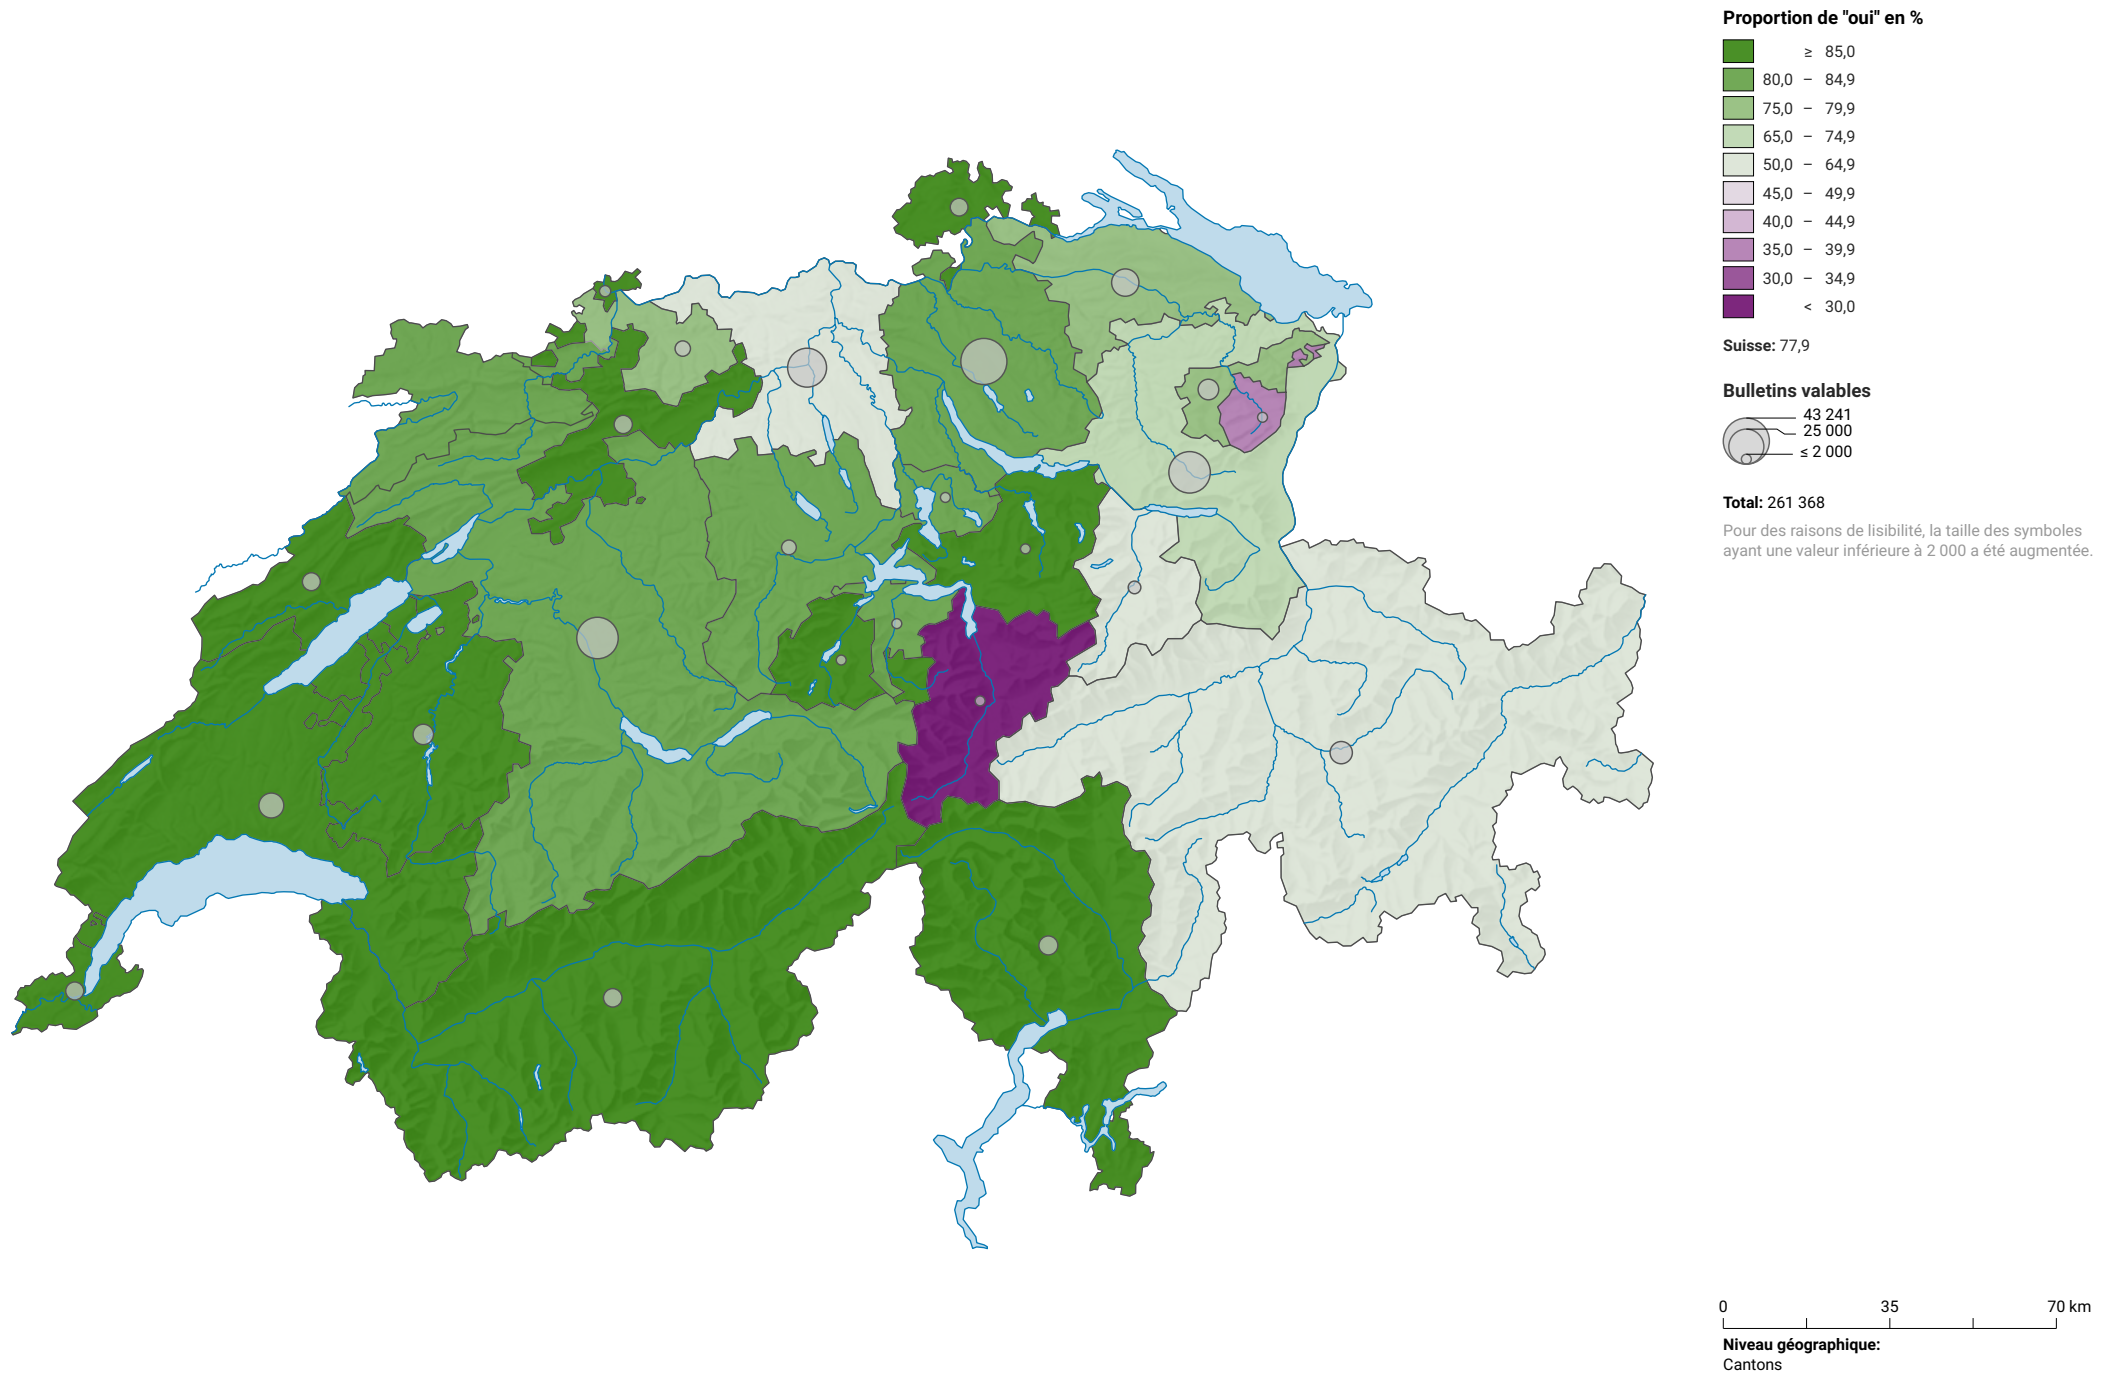 Proportion de "oui" en %
≥ 85,0
80,0 – 84,9
75,0 – 79,9
65,0 – 74,9
50,0 – 64,9
45,0 – 49,9
40,0 – 44,9
35,0 – 39,9
30,0 – 34,9
< 30,0
Suisse: 77,9
Bulletins valables
43 241
25 000
≤ 2 000
Total: 261 368
Pour des raisons de lisibilité, la taille des symboles
ayant une valeur inférieure à 2 000 a été augmentée.
0 35 70 km
Niveau géographique:
Cantons